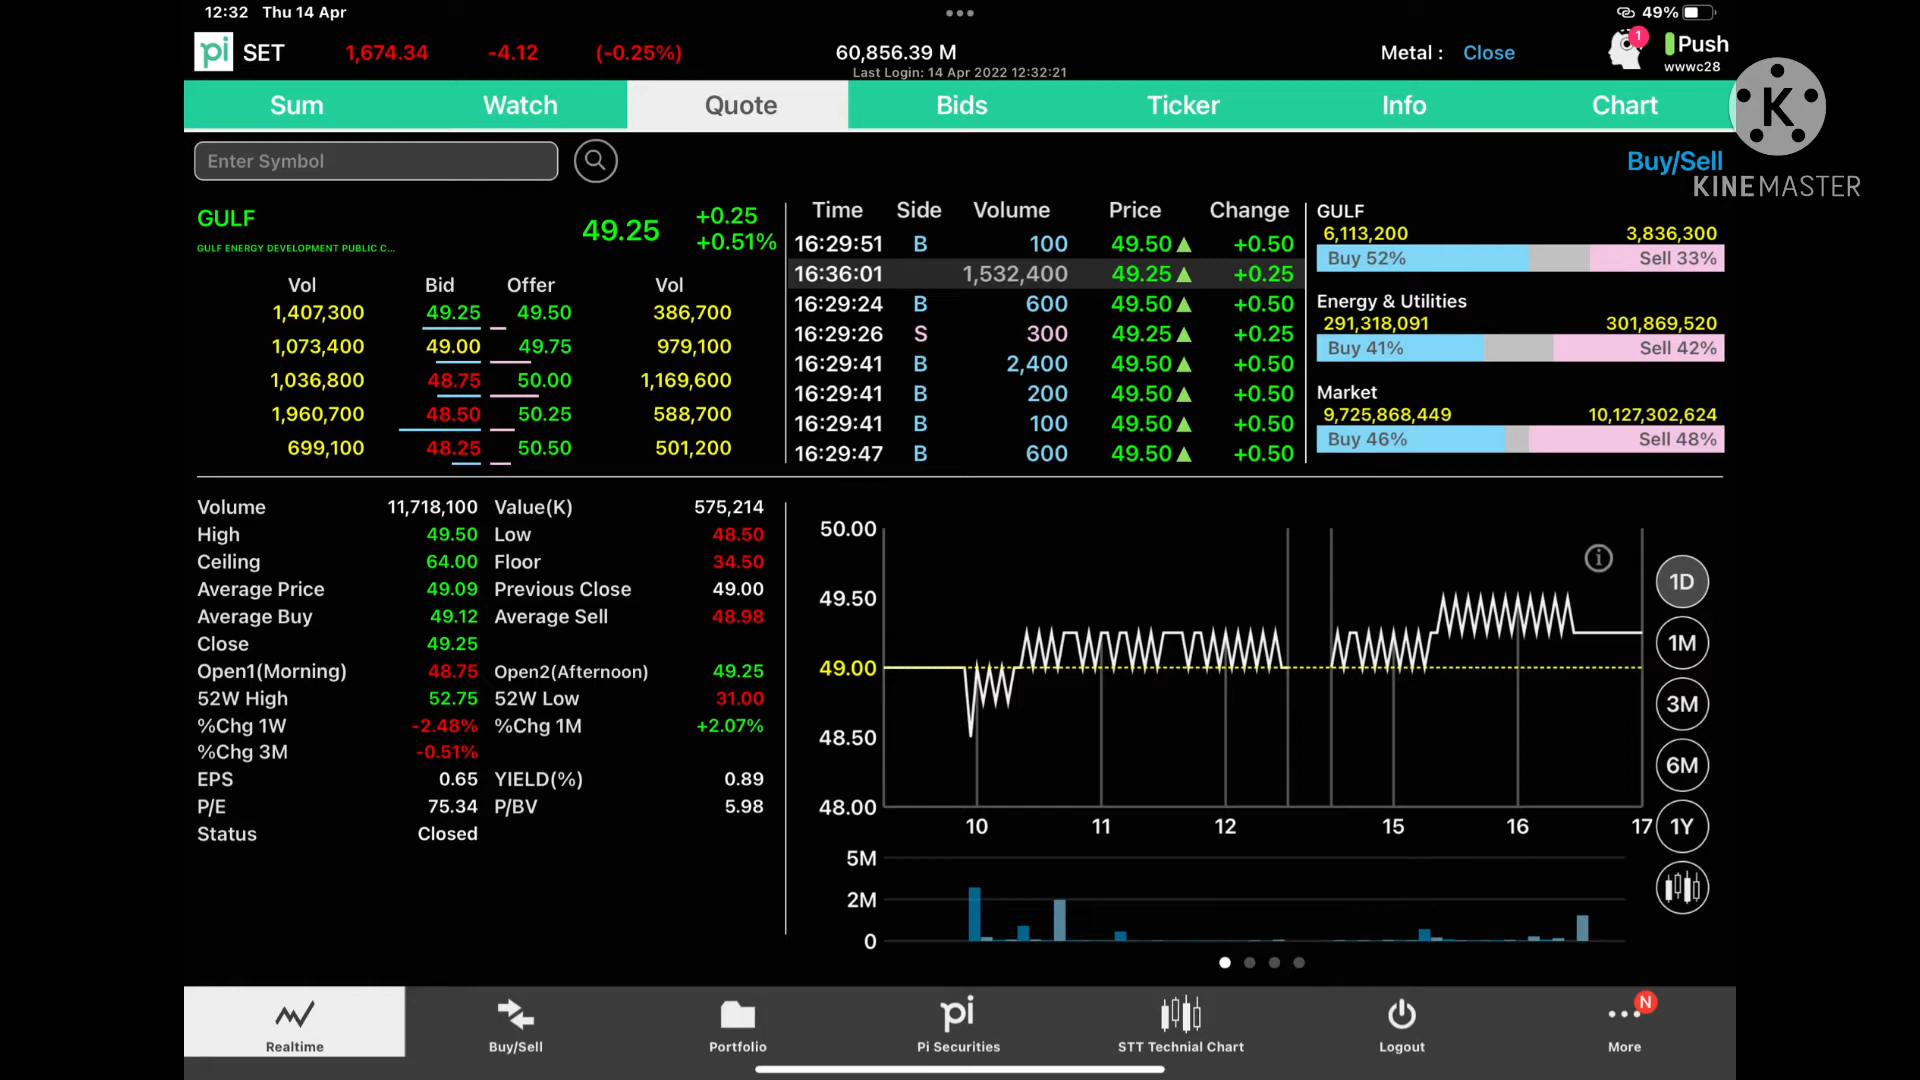 12:32 Thu 14 Apr
49%
pi SET 1,674.34 -4.12 (-0.25%) 60,856.39 M Metal : Close 1 Push
Last Login: 14 Apr 2022 12:32:21 wwwc28
Sum Watch Quote Bids Ticker Info Chart
K
KINEMASTER
Enter Symbol Buy/Sell
GULF 49.25 +0.25
+0.51%
GULF ENERGY DEVELOPMENT PUBLIC C...
Vol Bid Offer Vol
1,407,300 49.25 49.50 386,700
1,073,400 49.00 49.75 979,100
1,036,800 48.75 50.00 1,169,600
1,960,700 48.50 50.25 588,700
699,100 48.25 50.50 501,200
Time Side Volume Price Change
16:29:51 B 100 49.50▲ +0.50
16:36:01 1,532,400 49.25▲ +0.25
16:29:24 B 600 49.50▲ +0.50
16:29:26 S 300 49.25▲ +0.25
16:29:41 B 2,400 49.50▲ +0.50
16:29:41 B 200 49.50▲ +0.50
16:29:41 B 100 49.50▲ +0.50
16:29:47 B 600 49.50▲ +0.50
GULF
6,113,200 3,836,300
Buy 52% Sell 33%
Energy & Utilities
291,318,091 301,869,520
Buy 41% Sell 42%
Market
9,725,868,449 10,127,302,624
Buy 46% Sell 48%
Volume 11,718,100 Value(K) 575,214
High 49.50 Low 48.50
Ceiling 64.00 Floor 34.50
Average Price 49.09 Previous Close 49.00
Average Buy 49.12 Average Sell 48.98
Close 49.25
Open1(Morning) 48.75 Open2(Afternoon) 49.25
52W High 52.75 52W Low 31.00
%Chg 1W -2.48% %Chg 1M +2.07%
%Chg 3M -0.51%
EPS 0.65 YIELD(%) 0.89
P/E 75.34 P/BV 5.98
Status Closed
50.00
49.50
49.00
48.50
48.00
10 11 12 15 16 17
5M
2M
0
i
1D
1M
3M
6M
1Y
Realtime
Buy/Sell
Portfolio
pi
Pi Securities
STT Technial Chart
Logout
N
More